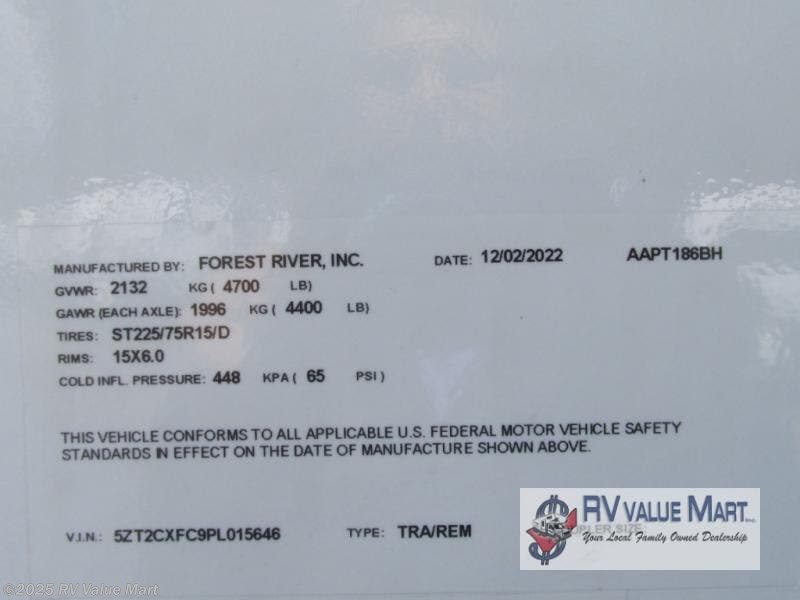 MANUFACTURED BY: FOREST RIVER, INC. DATE: 12/02/2022 AAPT186BH
GVWR: 2132 KG ( 4700 LB)
GAWR (EACH AXLE): 1996 KG ( 4400 LB)
TIRES: ST225/75R15/D
RIMS: 15X6.0
COLD INFL. PRESSURE: 448 KPA ( 65 PSI )
THIS VEHICLE CONFORMS TO ALL APPLICABLE U.S. FEDERAL MOTOR VEHICLE SAFETY
STANDARDS IN EFFECT ON THE DATE OF MANUFACTURE SHOWN ABOVE.
V.I.N.: 5ZT2CXFC9PL015646 TYPE: TRA/REM
RV VALUE MART, Inc.
Your Local Family Owned Dealership
©2025 RV Value Mart